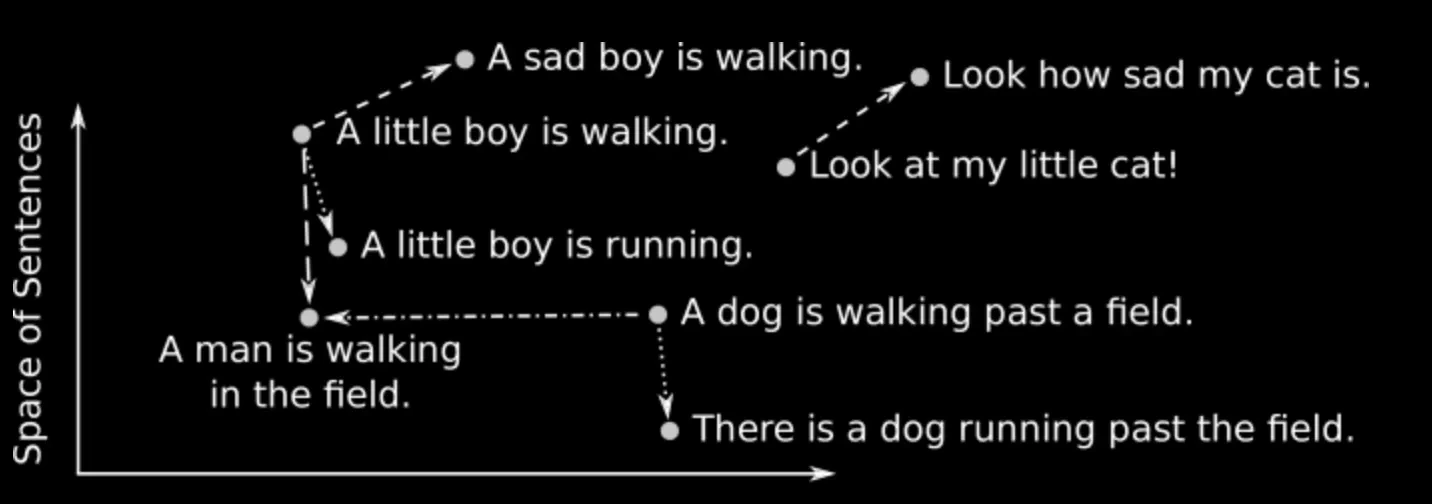 A sad boy is walking.
Look how sad my cat is.
A little boy is walking.
Look at my little cat!
A little boy is running.
A dog is walking past a field.
A man is walking
in the field.
There is a dog running past the field.
Space of Sentences